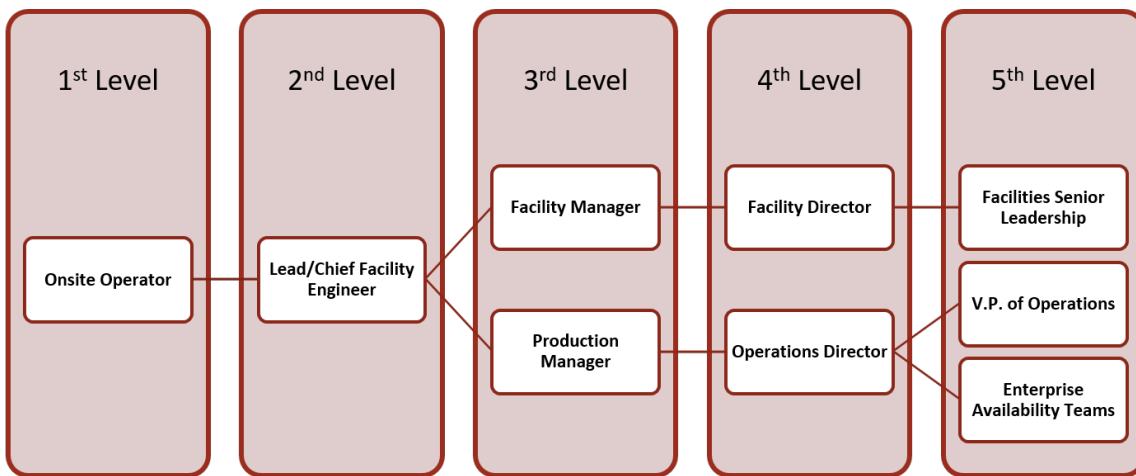 1st Level
2nd Level
3rd Level
4th Level
5th Level
Onsite Operator
Lead/Chief Facility
Engineer
Facility Manager
Production
Manager
Facility Director
Operations Director
Facilities Senior
Leadership
V.P. of Operations
Enterprise
Availability Teams